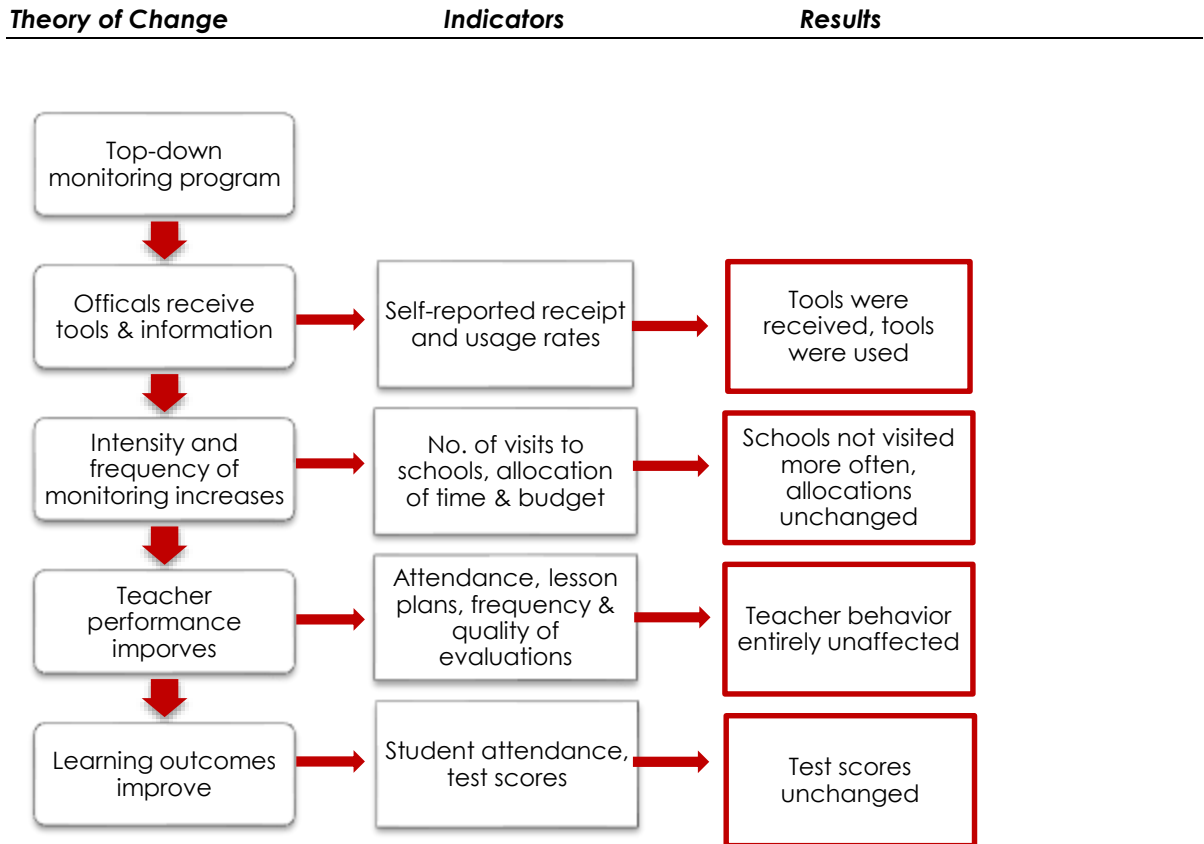 Theory of Change Indicators Results
Top-down
monitoring program
Officals receive
tools & information
Self-reported receipt
and usage rates
Tools were
received, tools
were used
Intensity and
frequency of
monitoring increases
No. of visits to
schools, allocation
of time & budget
Schools not visited
more often,
allocations
unchanged
Teacher
performance
imporves
Attendance, lesson
plans, frequency &
quality of
evaluations
Teacher behavior
entirely unaffected
Learning outcomes
improve
Student attendance,
test scores
Test scores
unchanged